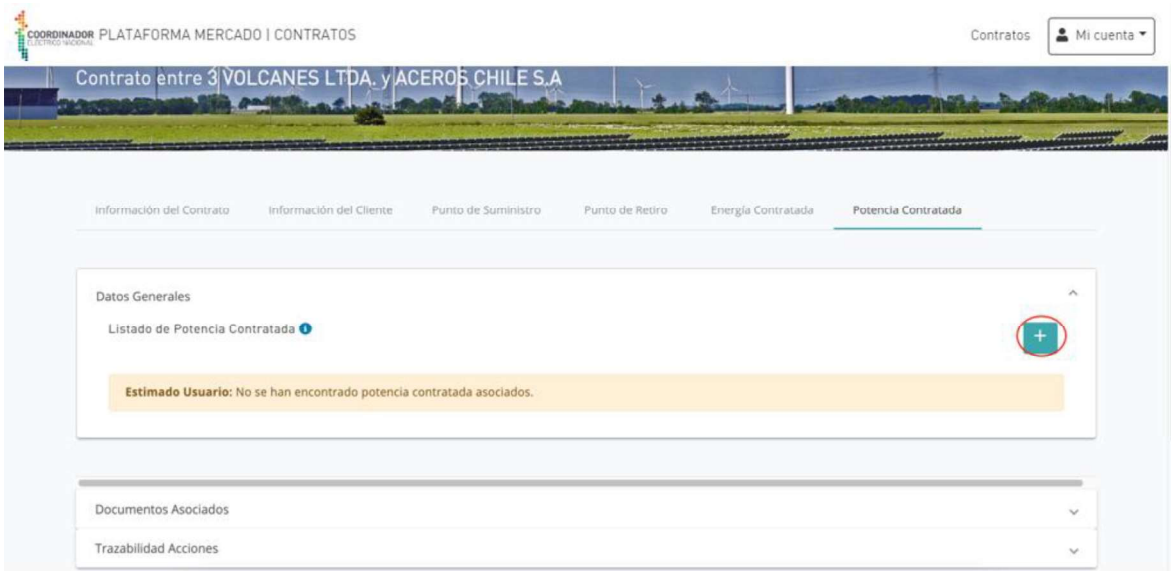 COORDINADOR PLATAFORMA MERCADO | CONTRATOS Contratos Mi cuenta
ELÉCTRICO NACIONAL
Contrato entre 3 VOLCANES LTDA. y ACEROS CHILE S.A
Información del Contrato Información del Cliente Punto de Suministro Punto de Retiro Energía Contratada Potencia Contratada
Datos Generales
Listado de Potencia Contratada
+
Estimado Usuario: No se han encontrado potencia contratada asociados.
Documentos Asociados
Trazabilidad Acciones